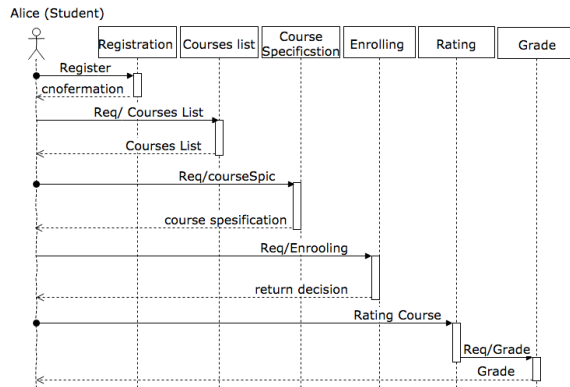 Alice (Student)
Registration
Courses list
Course
Specificstion
Enrolling
Rating
Grade
Register
cnofermation
Req/ Courses List
Courses List
Req/courseSpic
course spesification
Req/Enrooling
return decision
Rating Course
Req/Grade
Grade